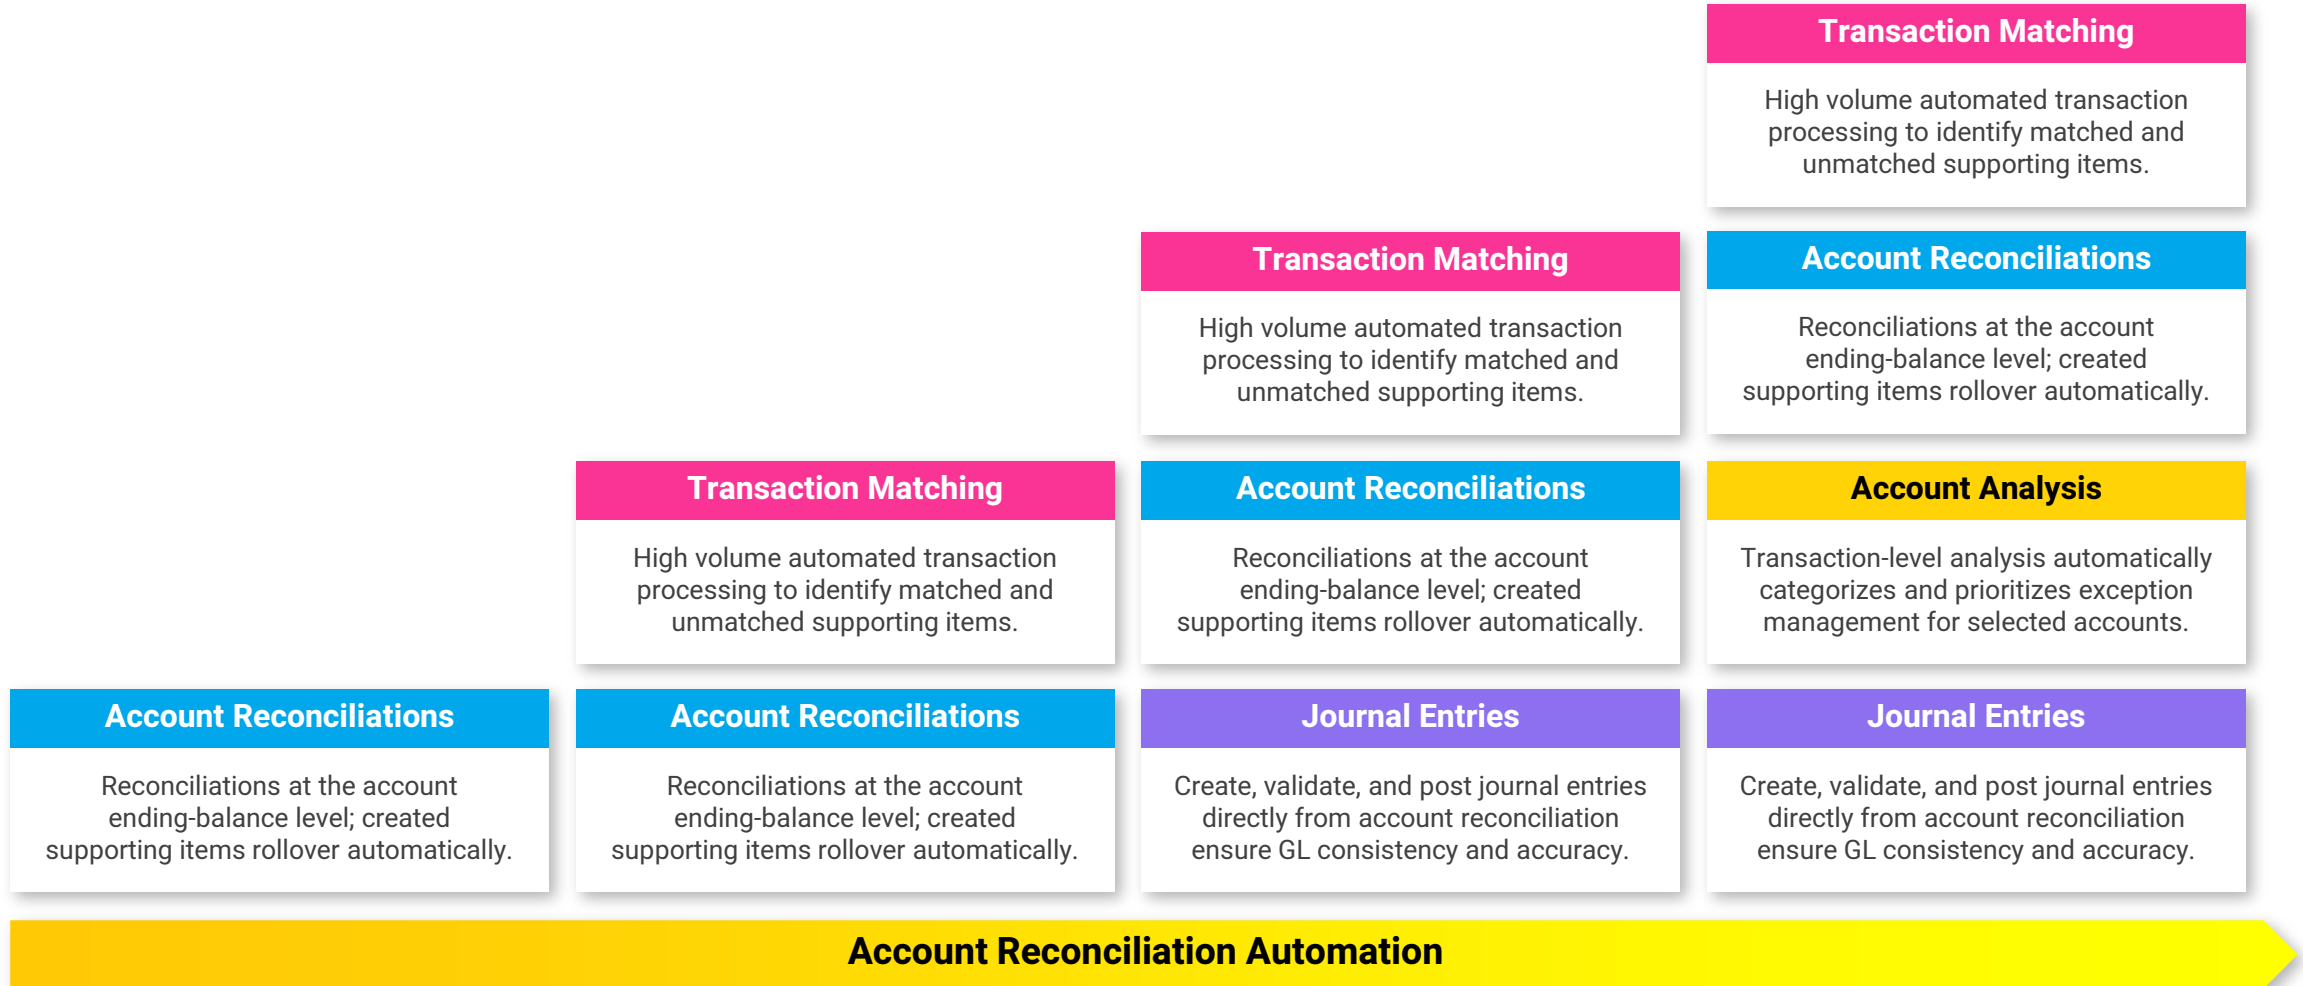 Transaction Matching
High volume automated transaction
processing to identify matched and
unmatched supporting items.
Transaction Matching
High volume automated transaction
processing to identify matched and
unmatched supporting items.
Account Reconciliations
Reconciliations at the account
ending-balance level; created
supporting items rollover automatically.
Transaction Matching
High volume automated transaction
processing to identify matched and
unmatched supporting items.
Account Reconciliations
Reconciliations at the account
ending-balance level; created
supporting items rollover automatically.
Account Analysis
Transaction-level analysis automatically
categorizes and prioritizes exception
management for selected accounts.
Account Reconciliations
Reconciliations at the account
ending-balance level; created
supporting items rollover automatically.
Account Reconciliations
Reconciliations at the account
ending-balance level; created
supporting items rollover automatically.
Journal Entries
Create, validate, and post journal entries
directly from account reconciliation
ensure GL consistency and accuracy.
Journal Entries
Create, validate, and post journal entries
directly from account reconciliation
ensure GL consistency and accuracy.
Account Reconciliation Automation